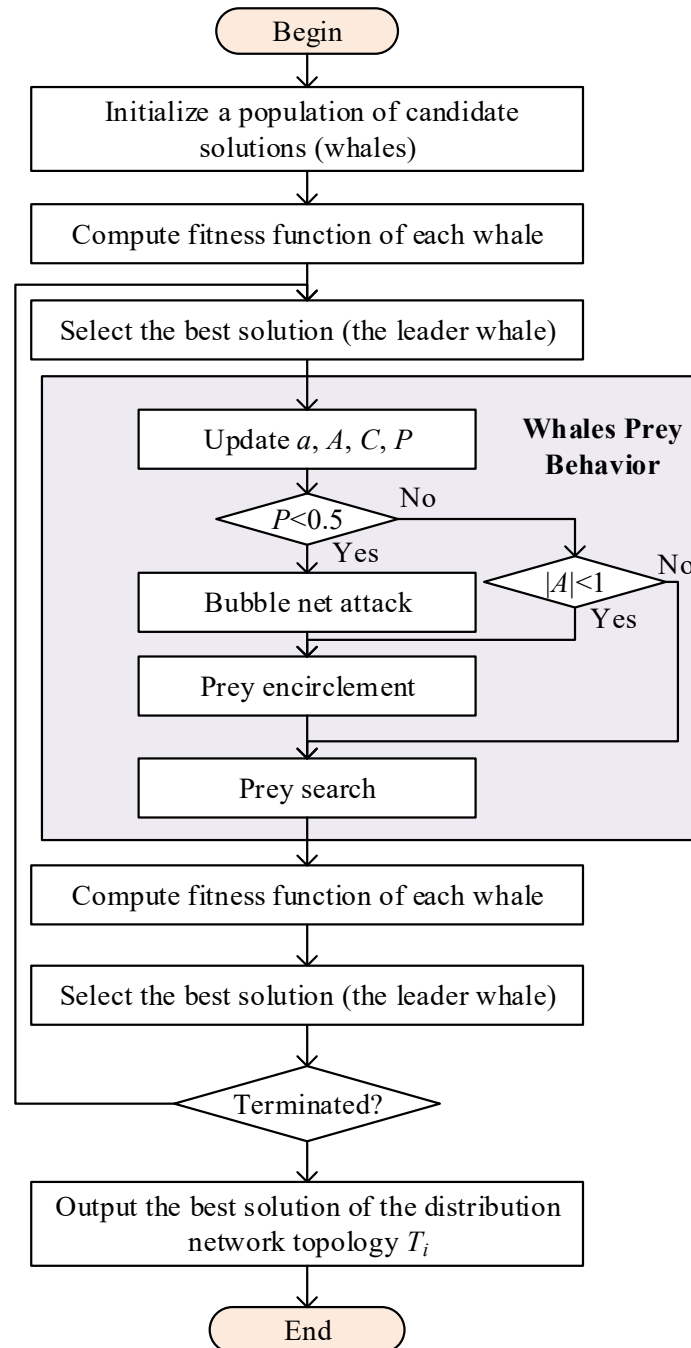 Begin
Initialize a population of candidate
solutions (whales)
Compute fitness function of each whale
Select the best solution (the leader whale)
Whales Prey
Behavior
Update a, A, C, P
No
P<0.5
Yes
No
|A|<1
Bubble net attack
Yes
Prey encirclement
Prey search
Compute fitness function of each whale
Select the best solution (the leader whale)
Terminated?
Output the best solution of the distribution
network topology Ti
End